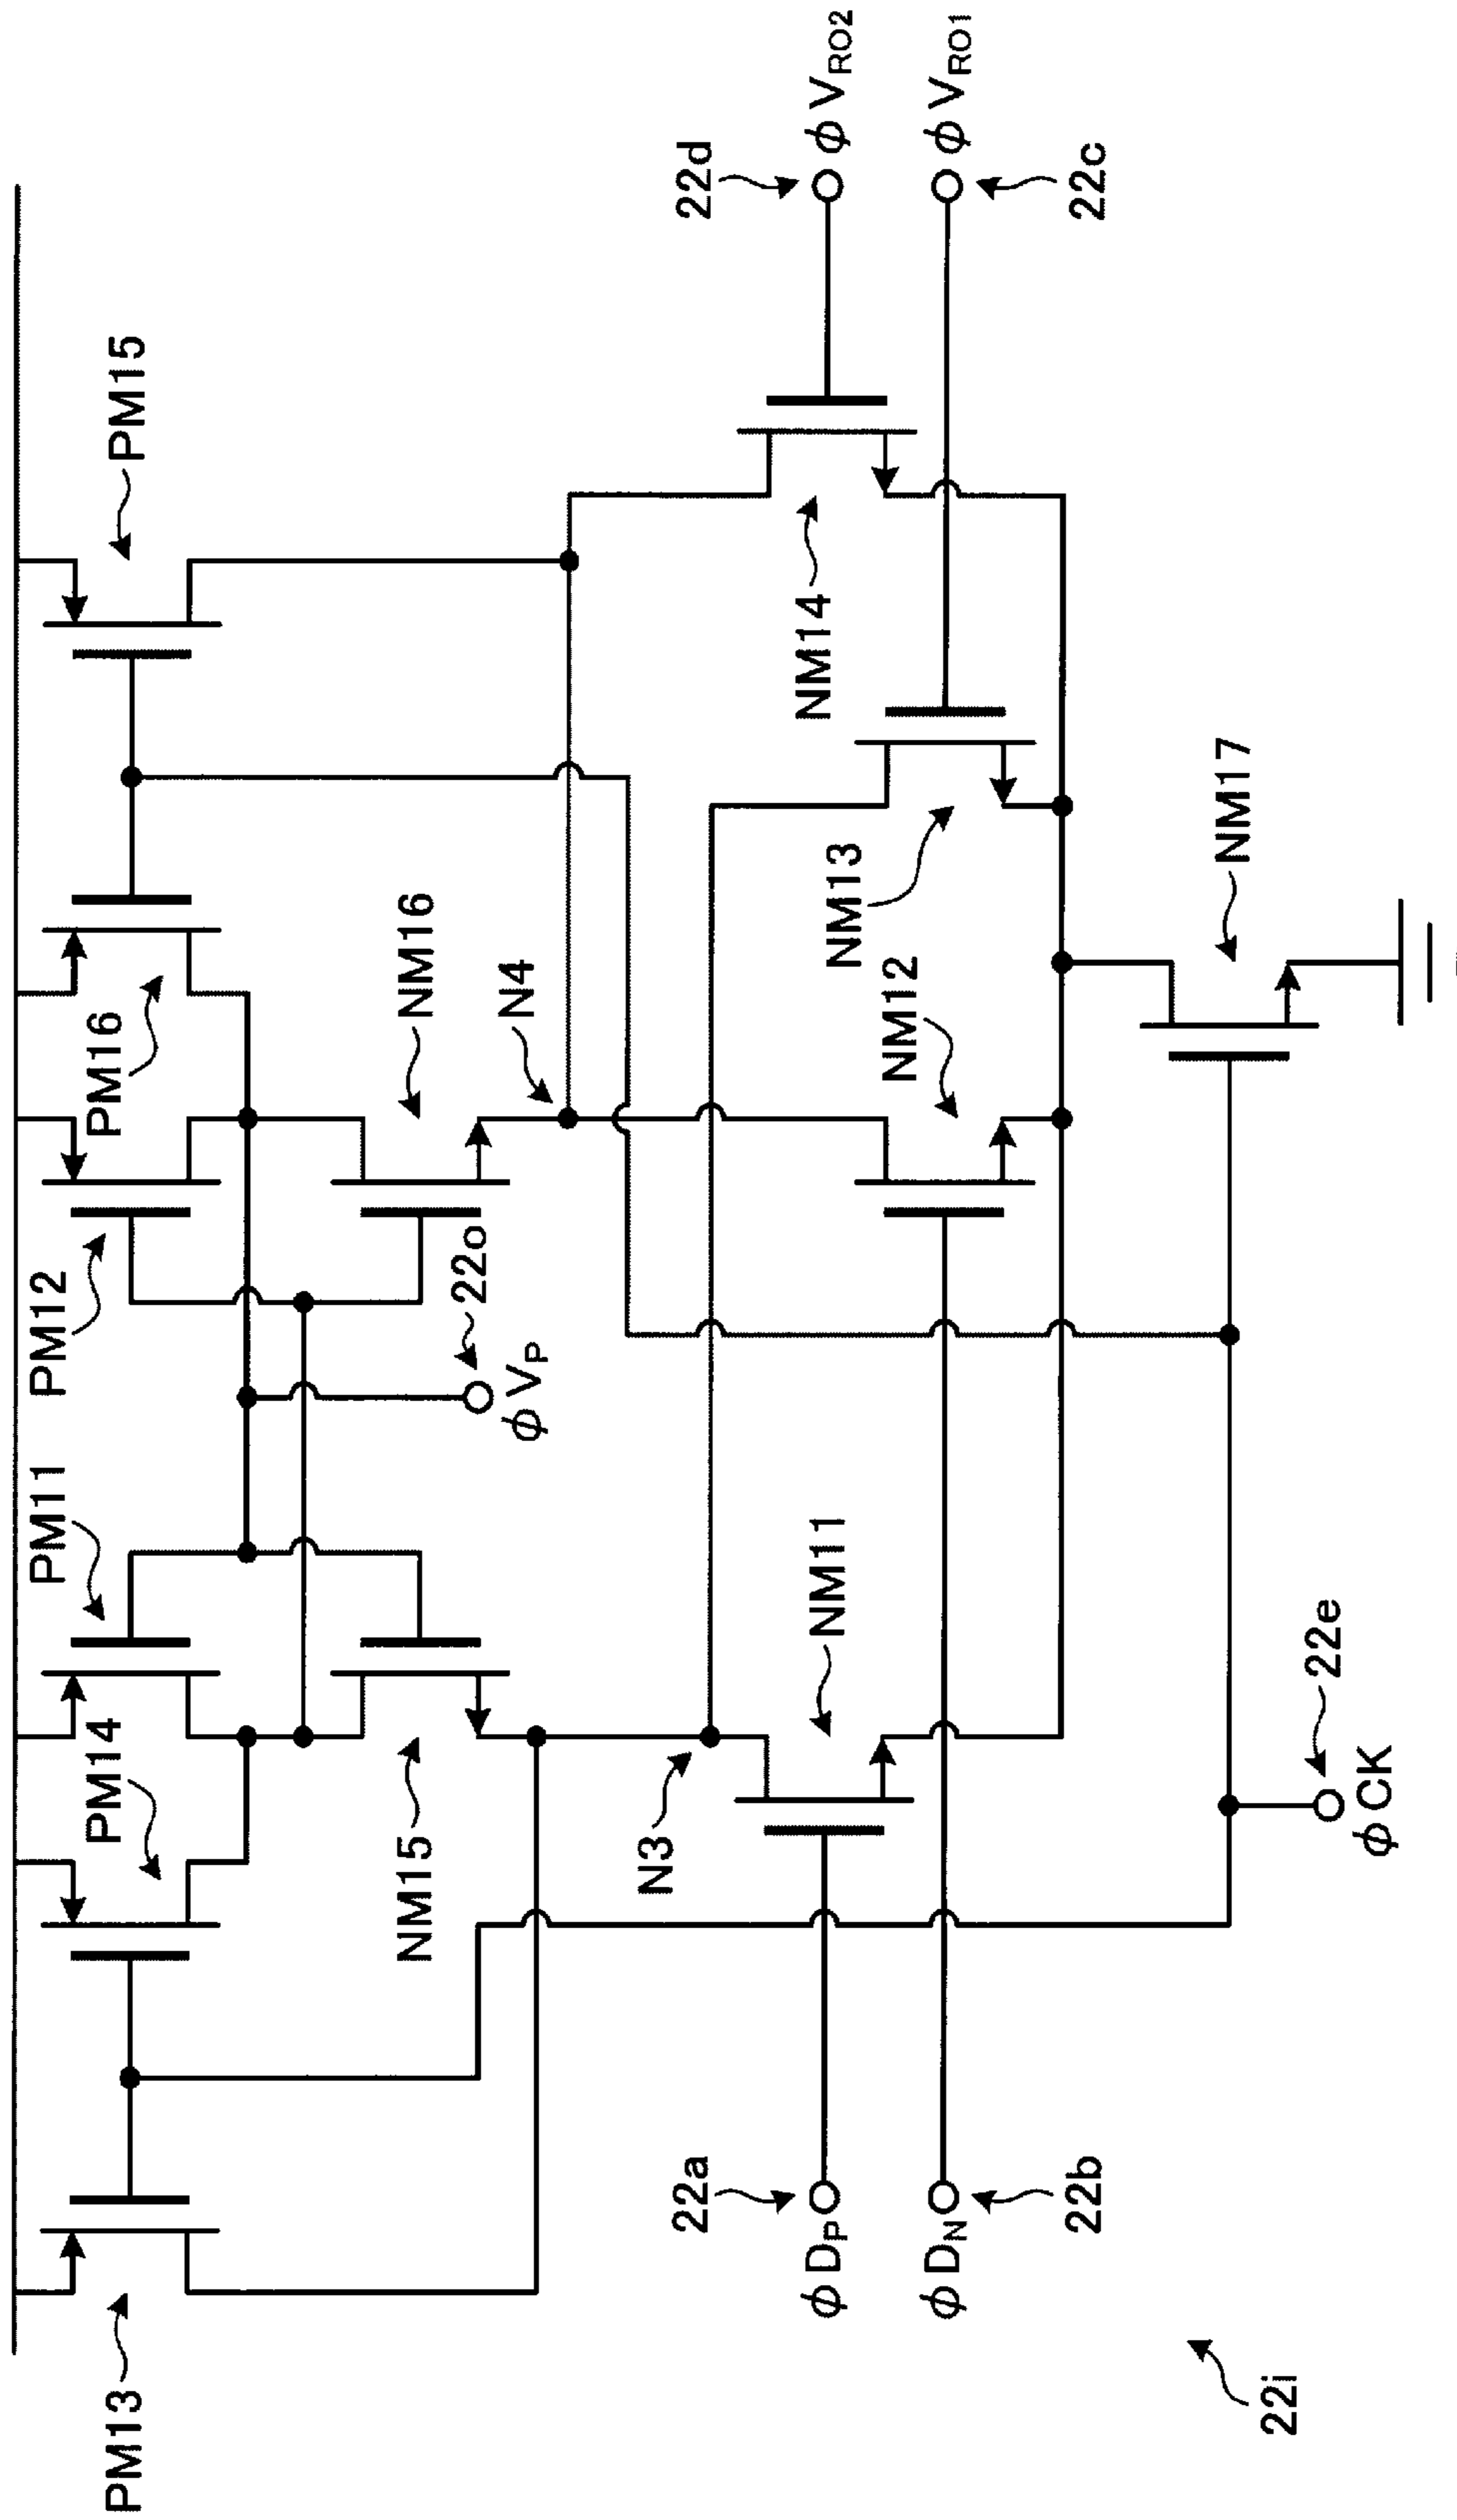 PM13
PM14
PM11
PM12
PM16
PM15
NM15
NM16
N4
22o
φVP
N3
22a
φDP
NM11
NM12
NM13
NM14
22d
φVRO2
φDN
22b
φVRO1
22c
NM17
22e
φCK
22i